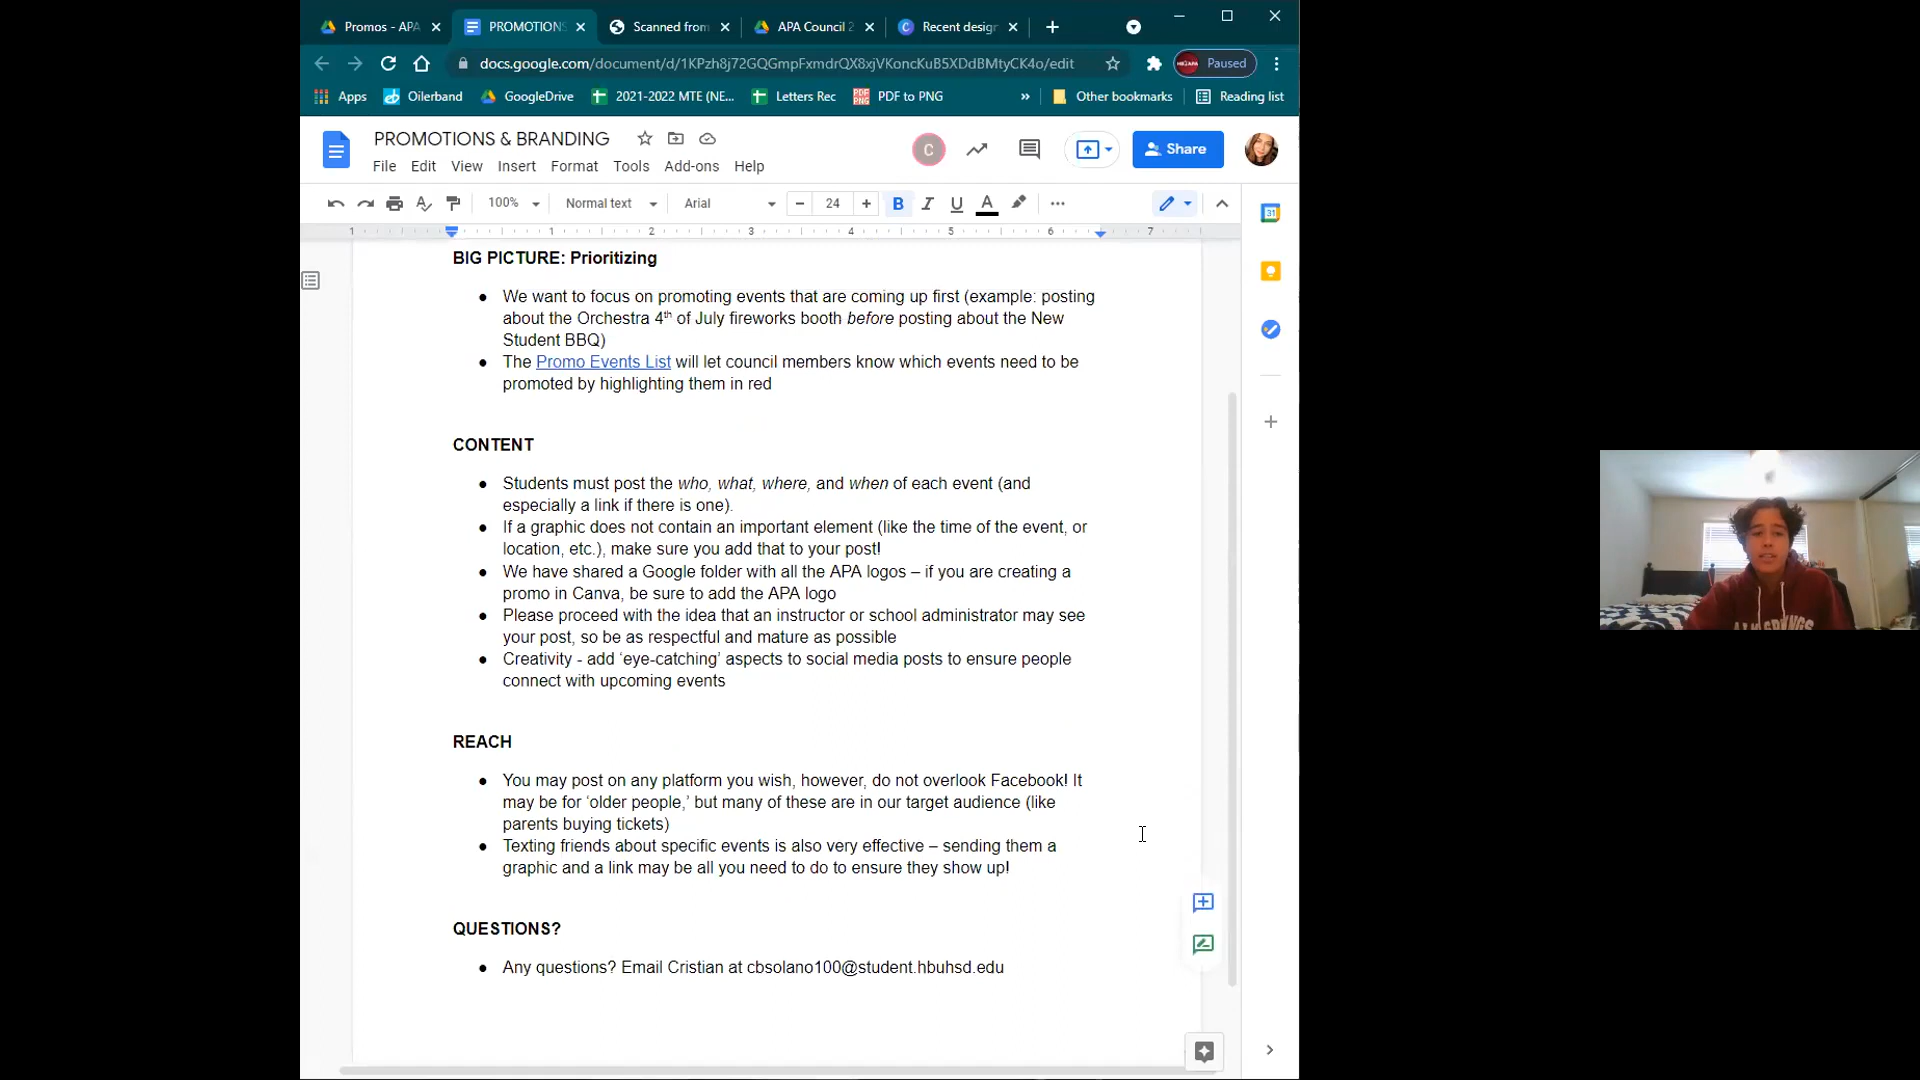 Promos - APA
PROMOTIONS
Scanned from
APA Council 2
Recent design
docs.google.com/document/d/1KPzh8j72GQGmpFxmdrQX8xjVKoncKuB5XDdBMtyCK4o/edit
Paused
Apps
Oilerband
GoogleDrive
2021-2022 MTE (NE...
Letters Rec
PDF to PNG
»
Other bookmarks
Reading list
PROMOTIONS & BRANDING
C
Share
File Edit View Insert Format Tools Add-ons Help
100% Normal text Arial 24 B I U A
1 1 2 3 4 5 6 7
31
BIG PICTURE: Prioritizing
● We want to focus on promoting events that are coming up first (example: posting
about the Orchestra 4th of July fireworks booth before posting about the New
Student BBQ)
● The Promo Events List will let council members know which events need to be
promoted by highlighting them in red
CONTENT
● Students must post the who, what, where, and when of each event (and
especially a link if there is one).
● If a graphic does not contain an important element (like the time of the event, or
location, etc.), make sure you add that to your post!
● We have shared a Google folder with all the APA logos – if you are creating a
promo in Canva, be sure to add the APA logo
● Please proceed with the idea that an instructor or school administrator may see
your post, so be as respectful and mature as possible
● Creativity - add ‘eye-catching’ aspects to social media posts to ensure people
connect with upcoming events
REACH
● You may post on any platform you wish, however, do not overlook Facebook! It
may be for ‘older people,’ but many of these are in our target audience (like
parents buying tickets)
● Texting friends about specific events is also very effective – sending them a
graphic and a link may be all you need to do to ensure they show up!
QUESTIONS?
● Any questions? Email Cristian at cbsolano100@student.hbuhsd.edu